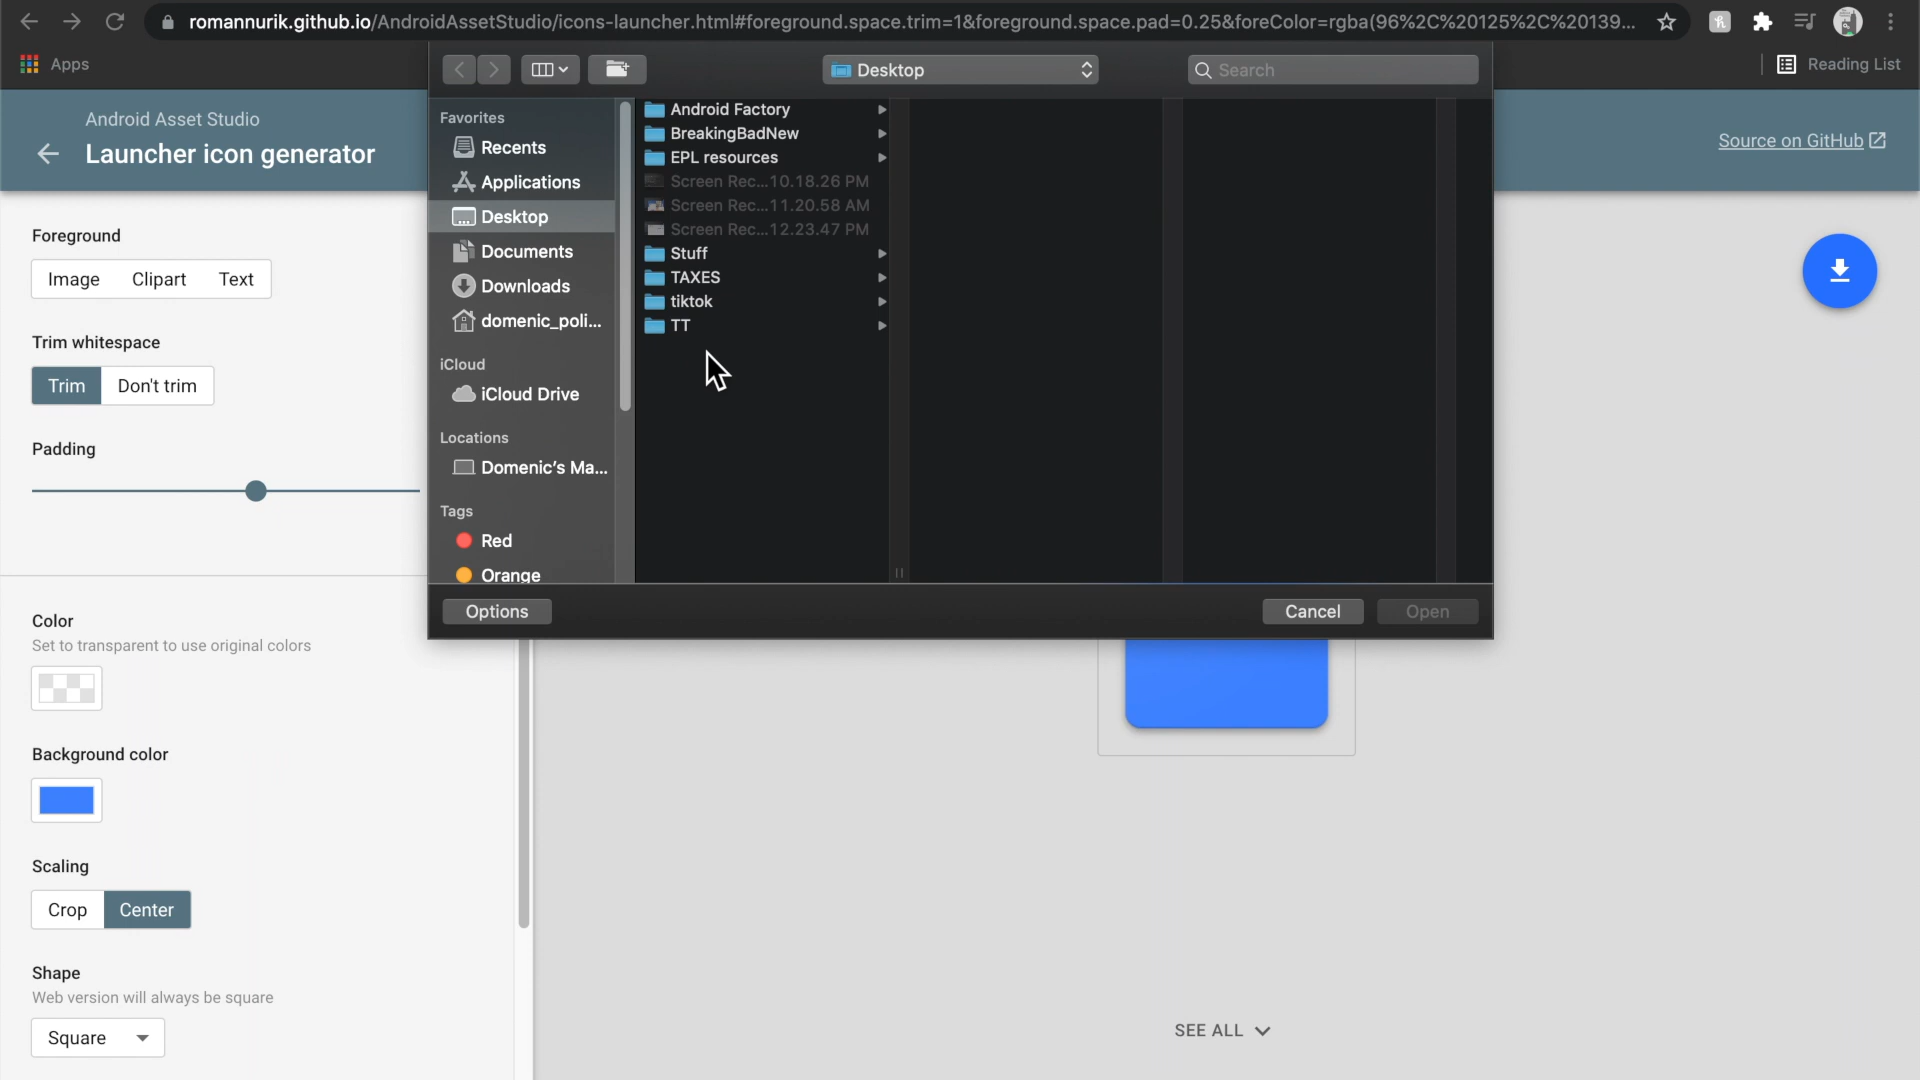 romannurik.github.io/AndroidAssetStudio/icons-launcher.html#foreground.space.trim=1&foreground.space.pad=0.25&foreColor=rgba(96%2C%20125%2C%20139...
Apps
Reading List
Desktop
Search
Android Asset Studio
Launcher icon generator
Source on GitHub
Favorites
Recents
Applications
Desktop
Documents
Downloads
domenic_poli...
iCloud
iCloud Drive
Locations
Domenic's Ma...
Tags
Red
Orange
Android Factory
BreakingBadNew
EPL resources
Screen Rec...10.18.26 PM
Screen Rec...11.20.58 AM
Screen Rec...12.23.47 PM
Stuff
TAXES
tiktok
TT
Options
Cancel
Open
Foreground
Image Clipart Text
Trim whitespace
Trim Don't trim
Padding
Color
Set to transparent to use original colors
Background color
Scaling
Crop Center
Shape
Web version will always be square
Square
SEE ALL